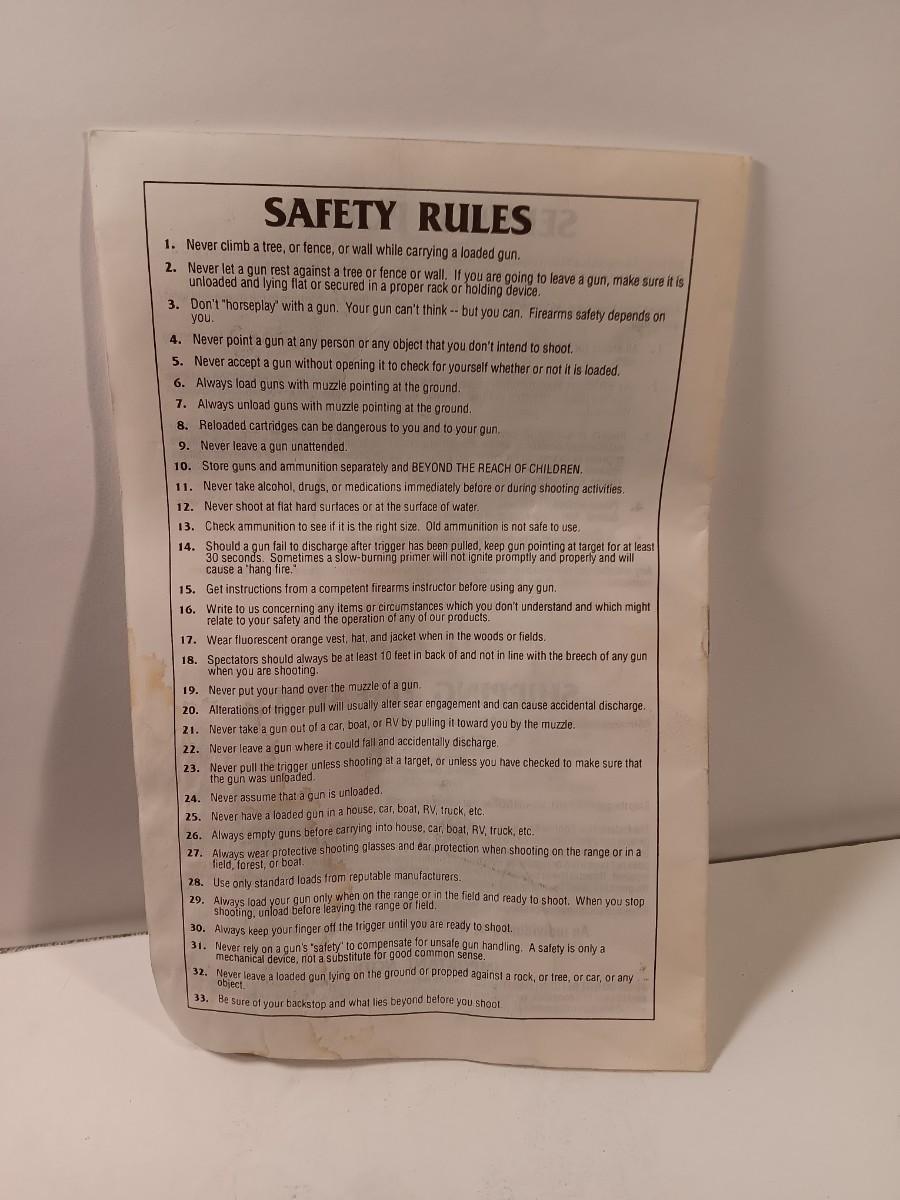 SAFETY RULES
1. Never climb a tree, or fence, or wall while carrying a loaded gun.
2. Never let a gun rest against a tree or fence or wall. If you are going to leave a gun, make sure it is
unloaded and lying flat or secured in a proper rack or holding device.
3. Don't "horseplay" with a gun. Your gun can't think -- but you can. Firearms safety depends on
you.
4. Never point a gun at any person or any object that you don't intend to shoot.
5. Never accept a gun without opening it to check for yourself whether or not it is loaded.
6. Always load guns with muzzle pointing at the ground.
7. Always unload guns with muzzle pointing at the ground.
8. Reloaded cartridges can be dangerous to you and to your gun.
9. Never leave a gun unattended.
10. Store guns and ammunition separately and BEYOND THE REACH OF CHILDREN.
11. Never take alcohol, drugs, or medications immediately before or during shooting activities.
12. Never shoot at flat hard surfaces or at the surface of water.
13. Check ammunition to see if it is the right size. Old ammunition is not safe to use.
14. Should a gun fail to discharge after trigger has been pulled, keep gun pointing at target for at least
30 seconds. Sometimes a slow-burning primer will not ignite promptly and properly and will
cause a "hang fire."
15. Get instructions from a competent firearms instructor before using any gun.
16. Write to us concerning any items or circumstances which you don't understand and which might
relate to your safety and the operation of any of our products.
17. Wear fluorescent orange vest, hat, and jacket when in the woods or fields.
18. Spectators should always be at least 10 feet in back of and not in line with the breech of any gun
when you are shooting.
19. Never put your hand over the muzzle of a gun.
20. Alterations of trigger pull will usually alter sear engagement and can cause accidental discharge.
21. Never take a gun out of a car, boat, or RV by pulling it toward you by the muzzle.
22. Never leave a gun where it could fall and accidentally discharge.
23. Never pull the trigger unless shooting at a target, or unless you have checked to make sure that
the gun was unloaded.
24. Never assume that a gun is unloaded.
25. Never have a loaded gun in a house, car, boat, RV, truck, etc.
26. Always empty guns before carrying into house, car, boat, RV, truck, etc.
27. Always wear protective shooting glasses and ear protection when shooting on the range or in a
field, forest, or boat.
28. Use only standard loads from reputable manufacturers.
29. Always load your gun only when on the range or in the field and ready to shoot. When you stop
shooting, unload before leaving the range or field.
30. Always keep your finger off the trigger until you are ready to shoot.
31. Never rely on a gun's "safety" to compensate for unsafe gun handling. A safety is only a
mechanical device, not a substitute for good common sense.
32. Never leave a loaded gun lying on the ground or propped against a rock, or tree, or car, or any
object.
33. Be sure of your backstop and what lies beyond before you shoot.